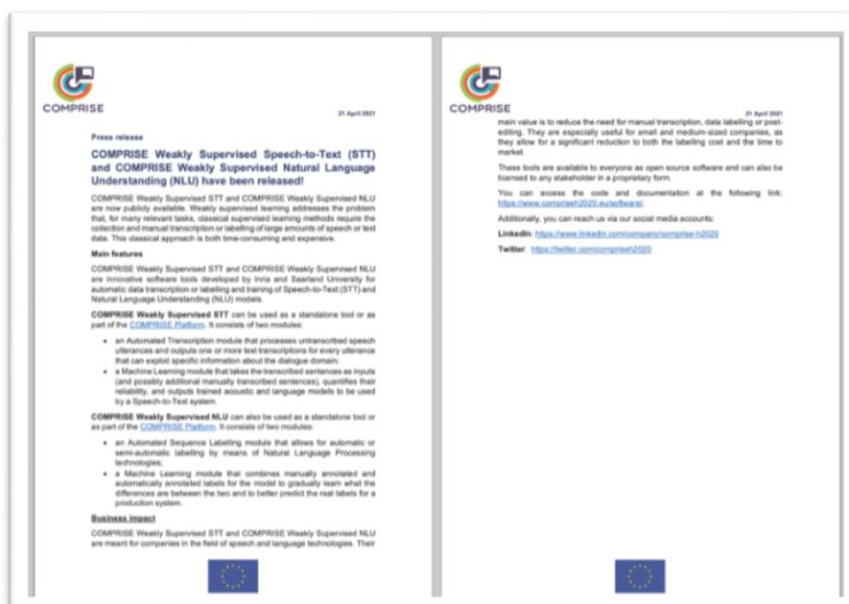 COMPRISE
21 April 2021
Press release
COMPRISE Weakly Supervised Speech-to-Text (STT)
and COMPRISE Weakly Supervised Natural Language
Understanding (NLU) have been released!
COMPRISE Weakly Supervised STT and COMPRISE Weakly Supervised NLU
are now publicly available. Weakly supervised learning addresses the problem
that, for many relevant tasks, classical supervised learning methods require the
collection and manual transcription or labelling of large amounts of speech or text
data. This classical approach is both time-consuming and expensive.
Main features
COMPRISE Weakly Supervised STT and COMPRISE Weakly Supervised NLU
are innovative software tools developed by Inria and Saarland University for
automatic data transcription or labelling and training of Speech-to-Text (STT) and
Natural Language Understanding (NLU) models.
COMPRISE Weakly Supervised STT can be used as a standalone tool or as
part of the COMPRISE Platform. It consists of two modules:
• an Automated Transcription module that processes untranscribed speech
utterances and outputs one or more text transcriptions for every utterance
that can exploit specific information about the dialogue domain;
• a Machine Learning module that takes the transcribed sentences as inputs
(and possibly additional manually transcribed sentences), quantifies their
reliability, and outputs trained acoustic and language models to be used
by a Speech-to-Text system.
COMPRISE Weakly Supervised NLU can also be used as a standalone tool or
as part of the COMPRISE Platform. It consists of two modules:
• an Automated Sequence Labelling module that allows for automatic or
semi-automatic labelling by means of Natural Language Processing
technologies;
• a Machine Learning module that combines manually annotated and
automatically annotated labels for the model to gradually learn what the
differences are between the two and to better predict the real labels for a
production system.
Business impact
COMPRISE Weakly Supervised STT and COMPRISE Weakly Supervised NLU
are meant for companies in the field of speech and language technologies. Their
COMPRISE
21 April 2021
main value is to reduce the need for manual transcription, data labelling or post-
editing. They are especially useful for small and medium-sized companies, as
they allow for a significant reduction to both the labelling cost and the time to
market.
These tools are available to everyone as open source software and can also be
licensed to any stakeholder in a proprietary form.
You can access the code and documentation at the following link:
https://www.compriseh2020.eu/software/.
Additionally, you can reach us via our social media accounts:
LinkedIn: https://www.linkedin.com/company/comprise-h2020
Twitter: https://twitter.com/compriseh2020